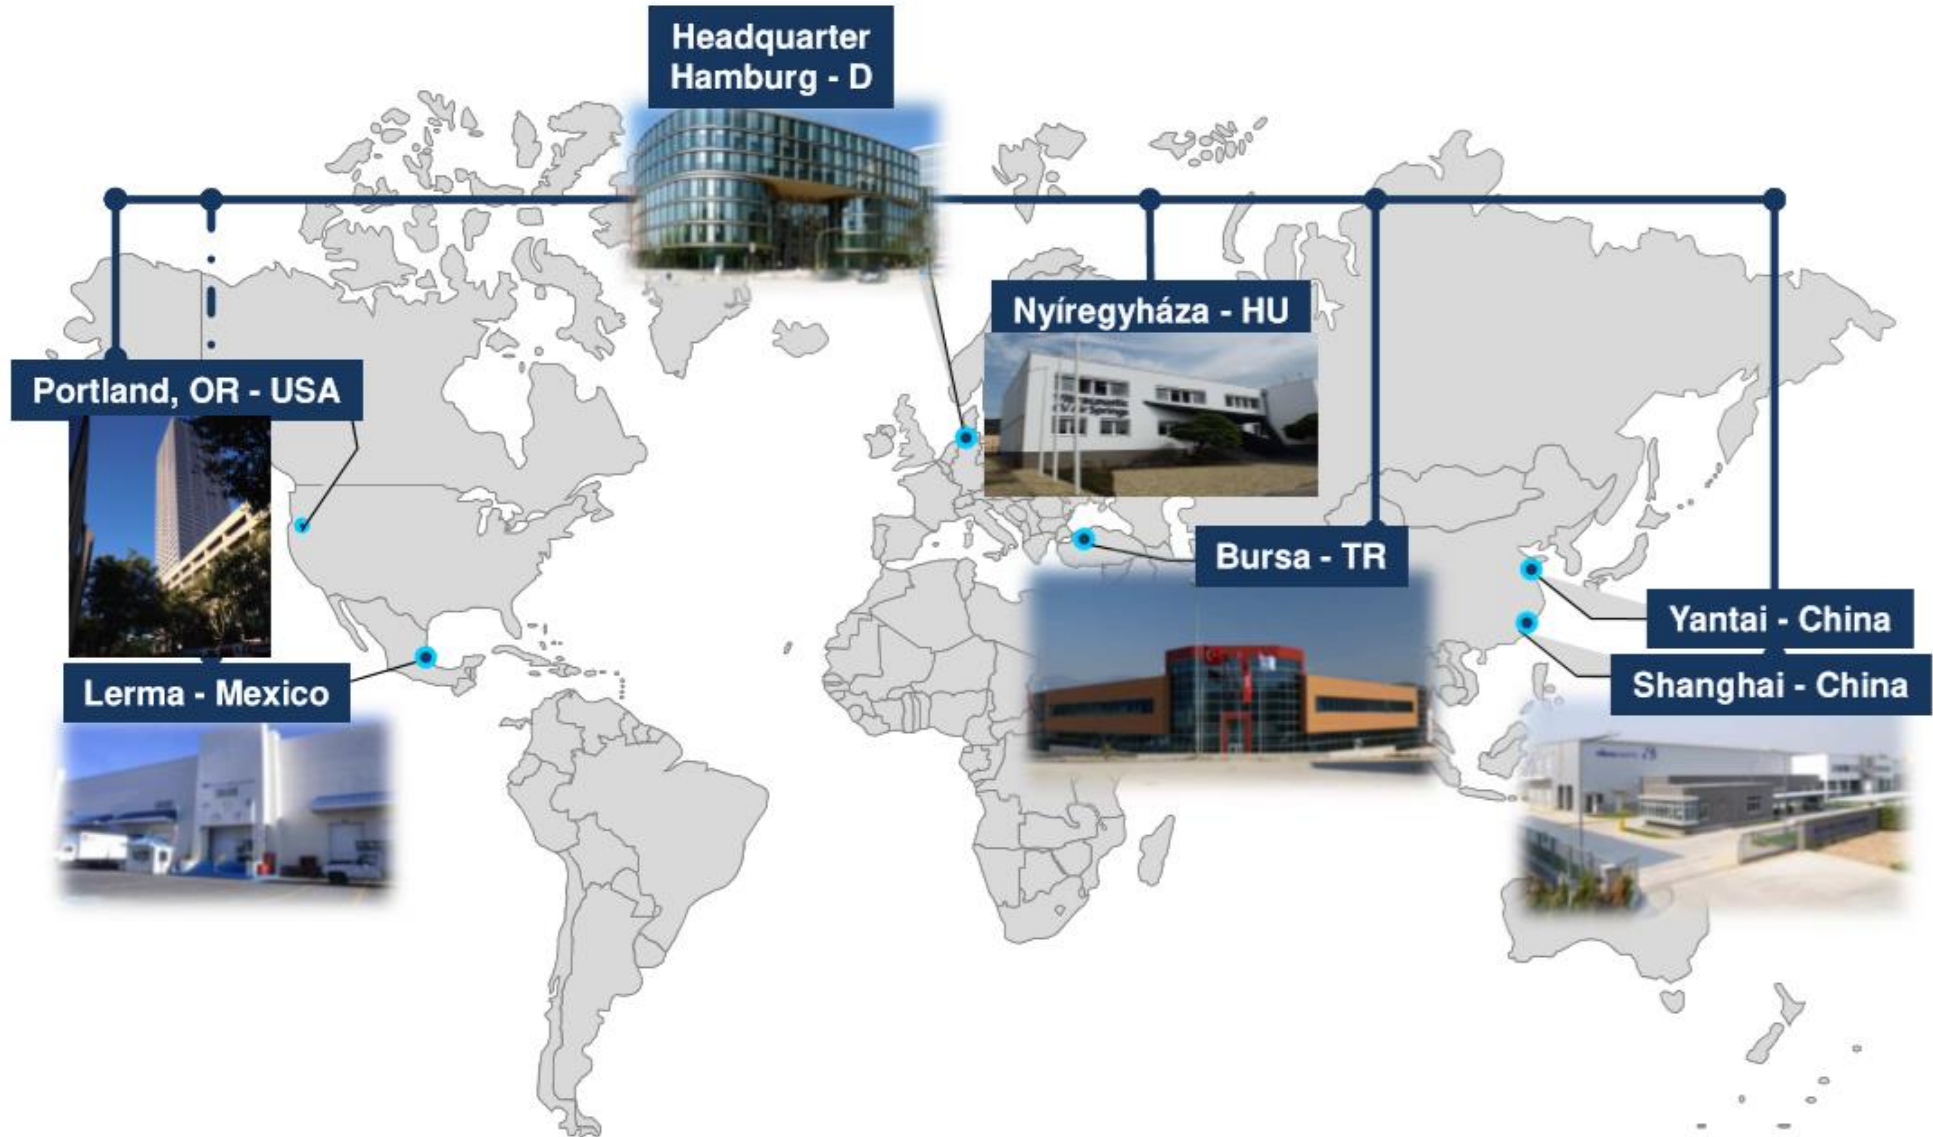 Headquarter
Hamburg - D
Nyíregyháza - HU
Portland, OR - USA
Bursa - TR
Yantai - China
Shanghai - China
Lerma - Mexico